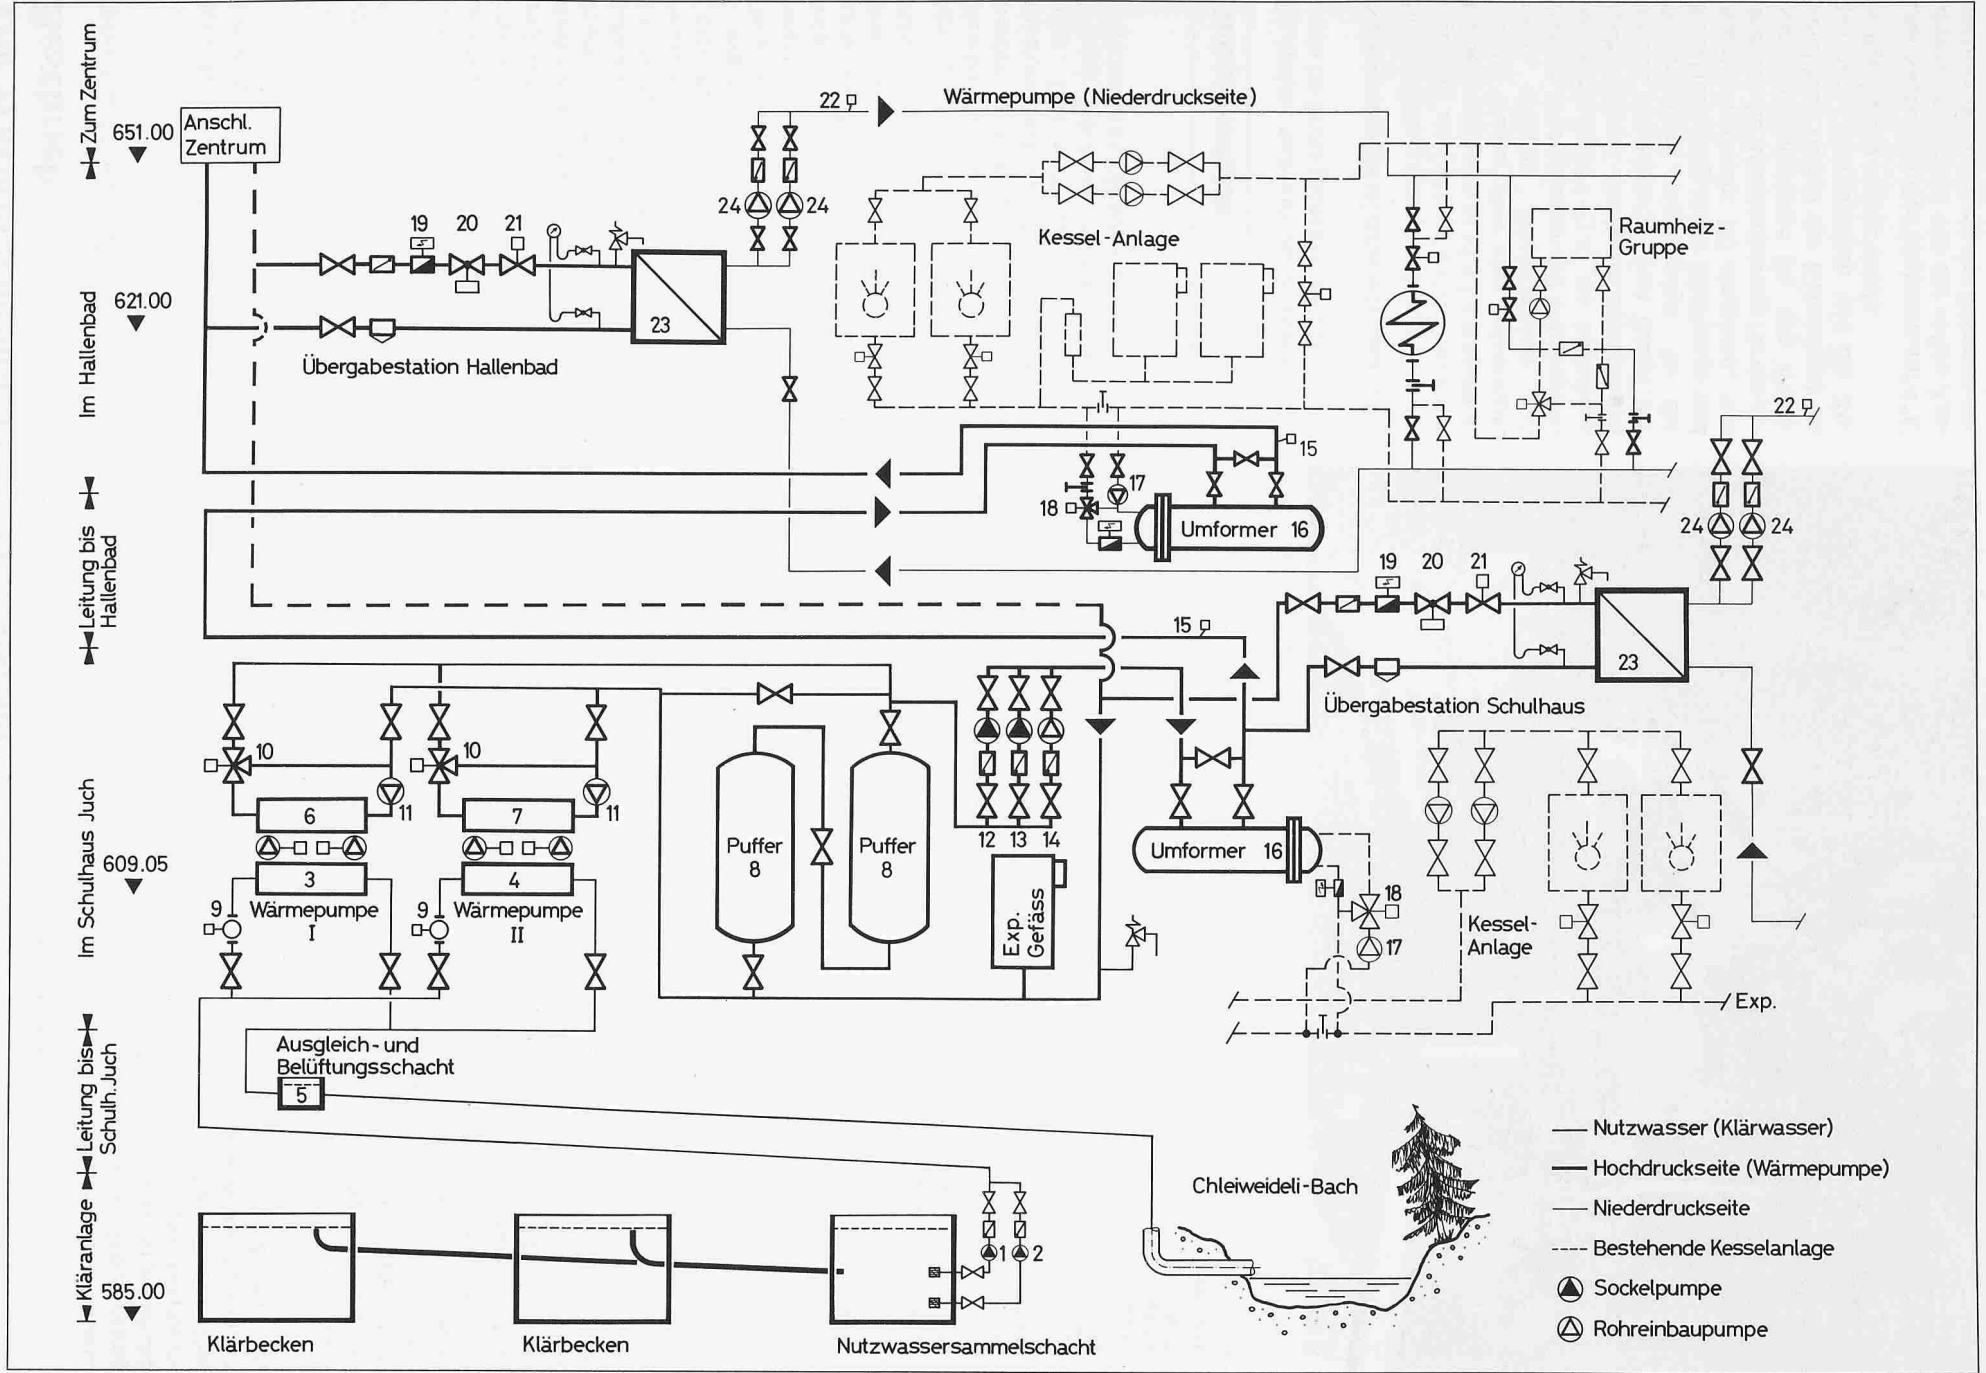 Zum Zentrum
651.00
Anschl.
Zentrum
22
Wärmepumpe (Niederdruckseite)
24
24
19
20
21
23
Übergabestation Hallenbad
Im Hallenbad
621.00
Kessel-Anlage
Raumheiz-
Gruppe
22
15
17
18
Umformer 16
Leitung bis
Hallenbad
24
24
19
20
21
23
Übergabestation Schulhaus
15
Im Schulhaus Juch
609.05
10
10
11
11
6
7
3
4
9
9
Wärmepumpe
I
Wärmepumpe
II
Puffer
8
Puffer
8
12
13
14
Exp.
Gefäss
Umformer 16
18
17
Kessel-
Anlage
Exp.
Leitung bis
Schulh. Juch
Ausgleich- und
Belüftungsschacht
5
Kläranlage
585.00
Klärbecken
Klärbecken
1
2
Nutzwassersammelschacht
Chleiweideli-Bach
Nutzwasser (Klärwasser)
Hochdruckseite (Wärmepumpe)
Niederdruckseite
Bestehende Kesselanlage
Sockelpumpe
Rohreinbaupumpe